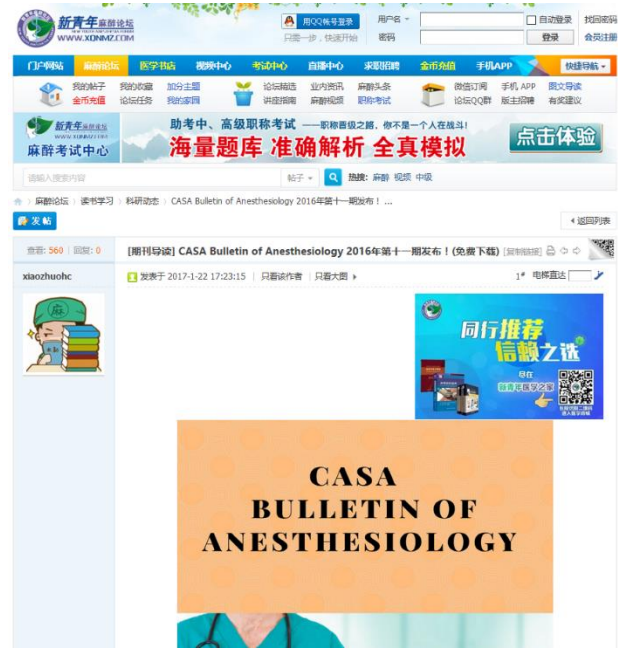 新青年麻醉论坛
WWW.XQNMZ.COM
用QQ帐号登录
只需一步，快速开始
用户名
密码
自动登录
找回密码
登录
会员注册
门户网站 麻醉论坛 医学书店 视频中心 考试中心 直播中心 求职招聘 金币充值 手机APP 快捷导航
我的帖子 我的收藏 加分主题 论坛精选 业内资讯 麻醉头条 微信订阅 手机 APP 图文导读
金币充值 论坛任务 我的家园 讲座指南 麻醉视频 职称考试 论坛QQ群 版主招聘 有奖建议
新青年麻醉论坛
WWW.XQNMZ.COM
麻醉考试中心
助考中、高级职称考试 ——职称晋级之路，你不是一个人在战斗!
海量题库 准确解析 全真模拟
点击体验
请输入搜索内容 帖子 热搜: 麻醉 视频 中级
麻醉论坛 › 读书学习 › 科研动态 › CASA Bulletin of Anesthesiology 2016年第十一期发布！ ...
发帖
返回列表
查看: 560 | 回复: 0
[期刊导读] CASA Bulletin of Anesthesiology 2016年第十一期发布！(免费下载) [复制链接]
xiaozhuohc
发表于 2017-1-22 17:23:15 | 只看该作者 | 只看大图
1# 电梯直达
麻
同行推荐
信赖之选
尽在
新青年医学之家
CASA
BULLETIN OF
ANESTHESIOLOGY